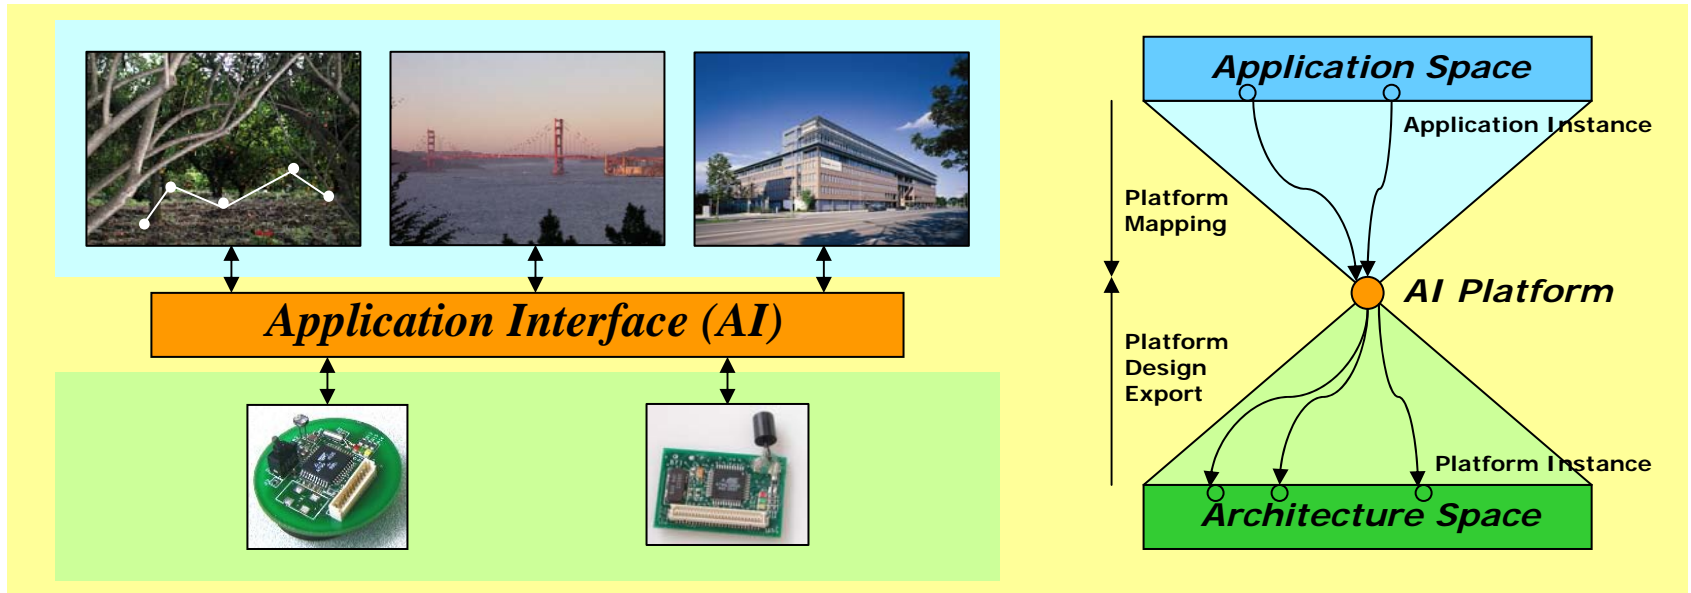 Application Interface (AI)
Application Space
Application Instance
Platform
Mapping
AI Platform
Platform
Design
Export
Platform Instance
Architecture Space